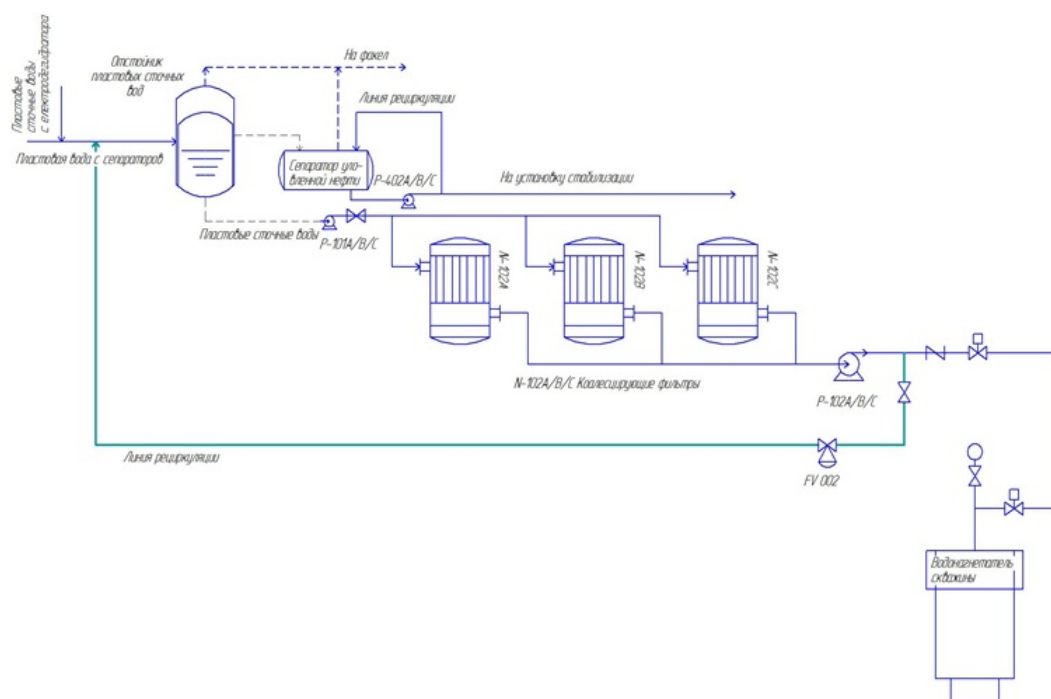 Пластовые
сточные воды
с електродегидратора
Отстойник
пластовых сточных
вод
На факел
Линия рециркуляции
Пластовая вода с сепараторов
Сепаратор уло-
вленной нефти
P-402A/B/C
На установку стабилизации
Пластовые сточные воды
P-101A/B/C
N-102A
N-102B
N-102C
N-102A/B/C Коалесцирующие фильтры
P-102A/B/C
Линия рециркуляции
FV 002
Водонагнетатель
скважины